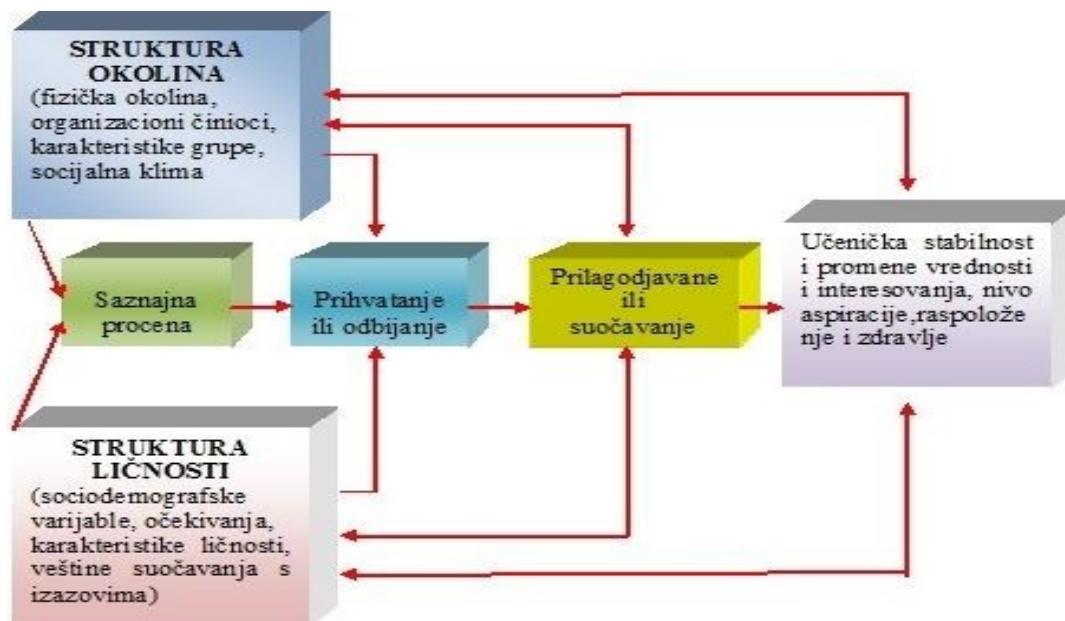 STRUKTURA
OKOLINA
(fizička okolina,
organizacioni činioci,
karakteristike grupe,
socijalna klima
Saznajna
procena
Prihvatanje
ili odbijanje
Prilagodjavane
ili
suočavanje
Učenička stabilnost
i promene vrednosti
i interesovanja, nivo
aspiracije,raspolože
nje i zdravlje
STRUKTURA
LIČNOSTI
(sociodemografske
varijable, očekivanja,
karakteristike ličnosti,
veštine suočavanja s
izazovima)